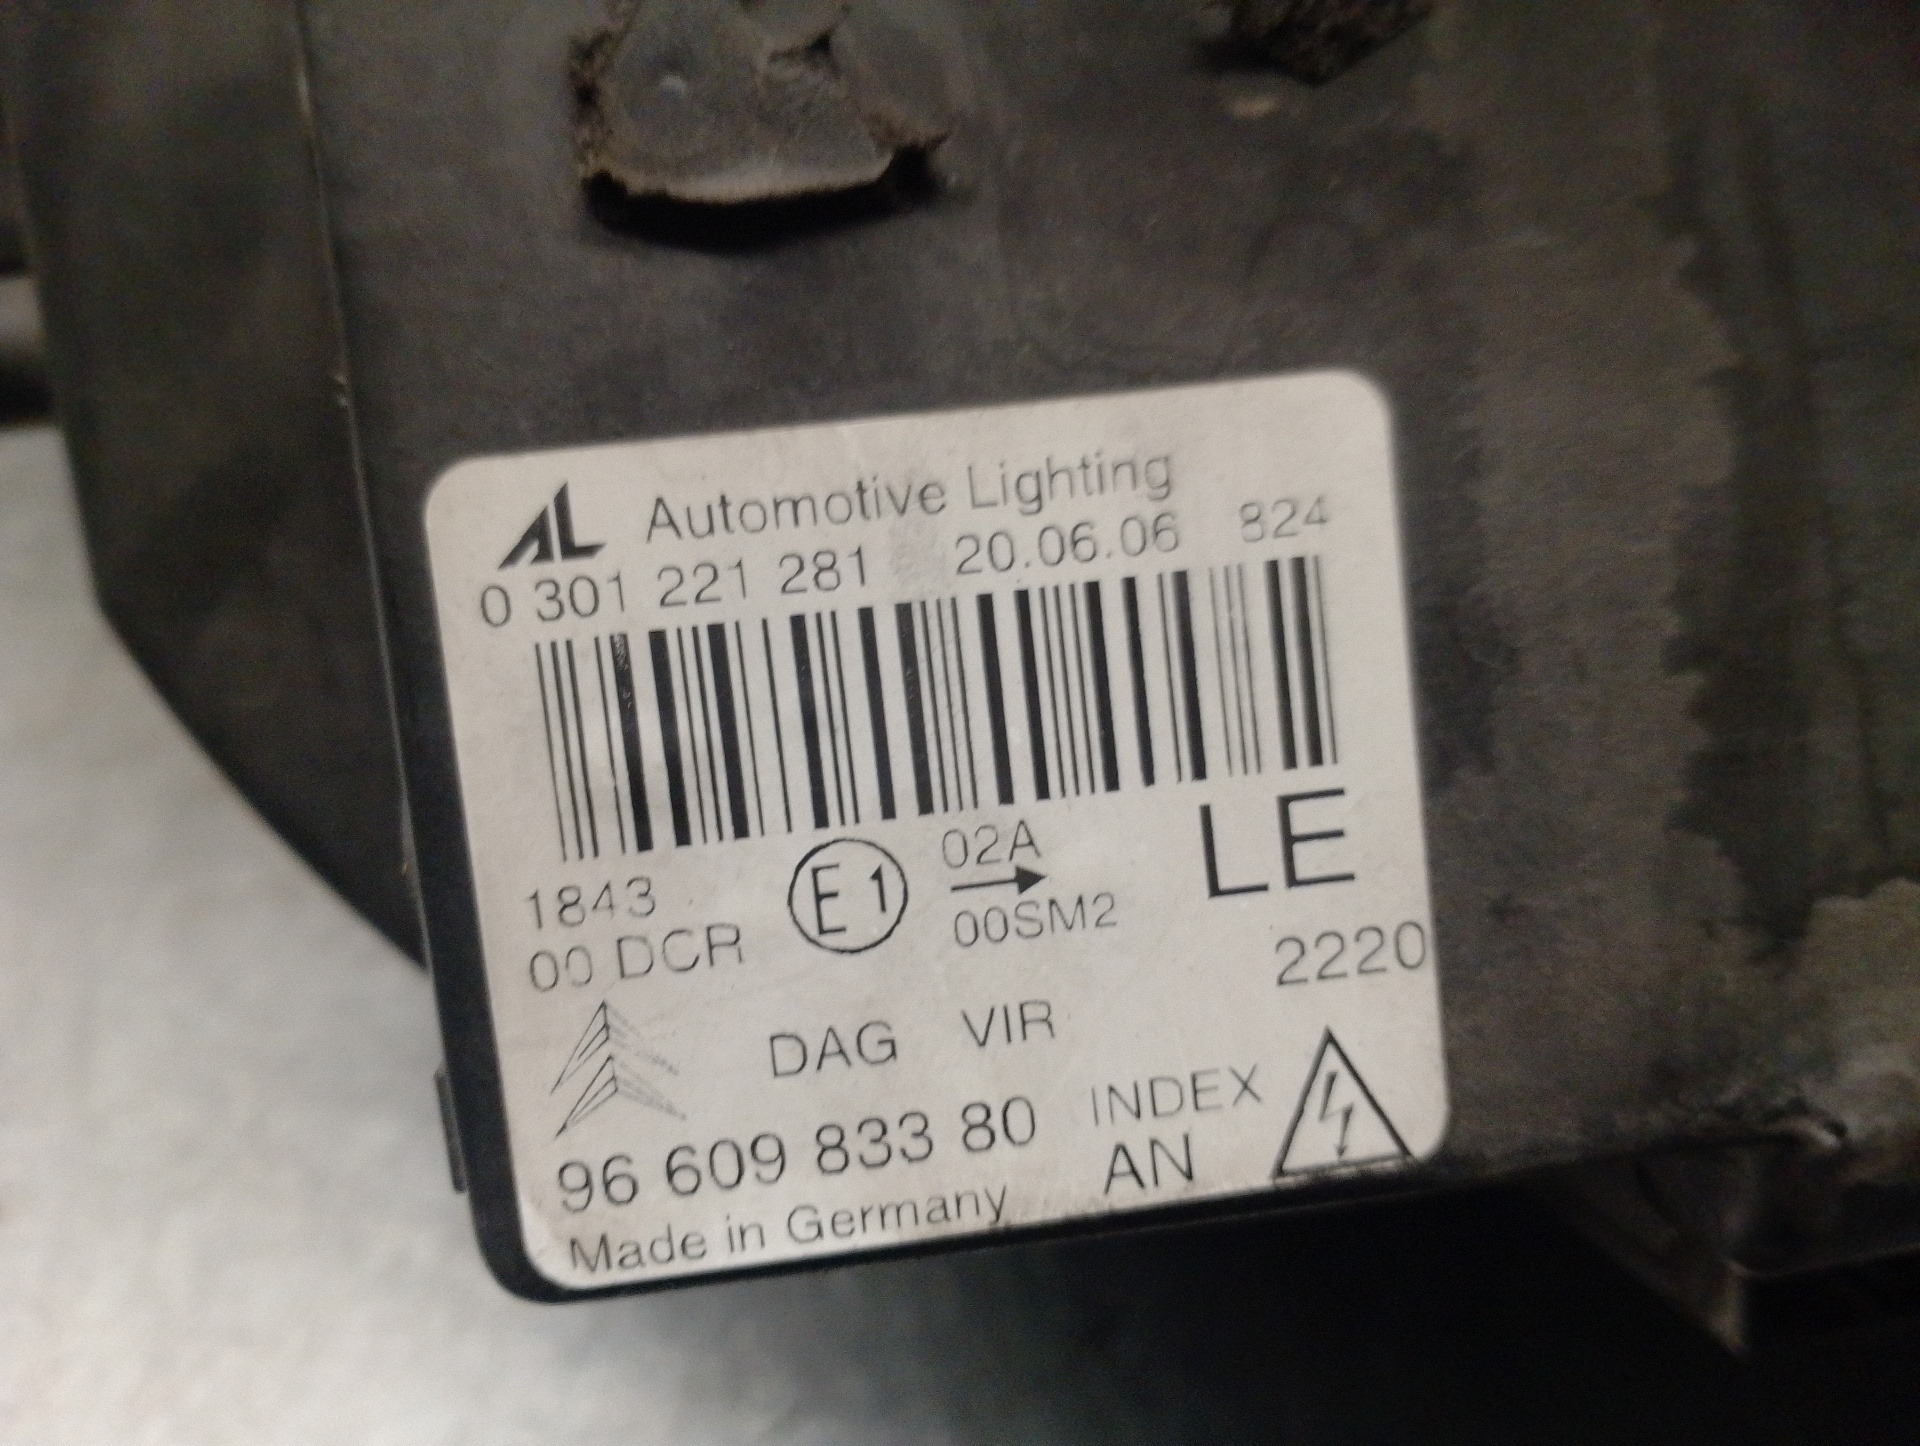 AL Automotive Lighting
0 301 221 281 20.06.06 824
1843 E1 02A LE
00 DCR 00SM2
2220
DAG VIR
96 609 833 80 INDEX
AN
Made in Germany